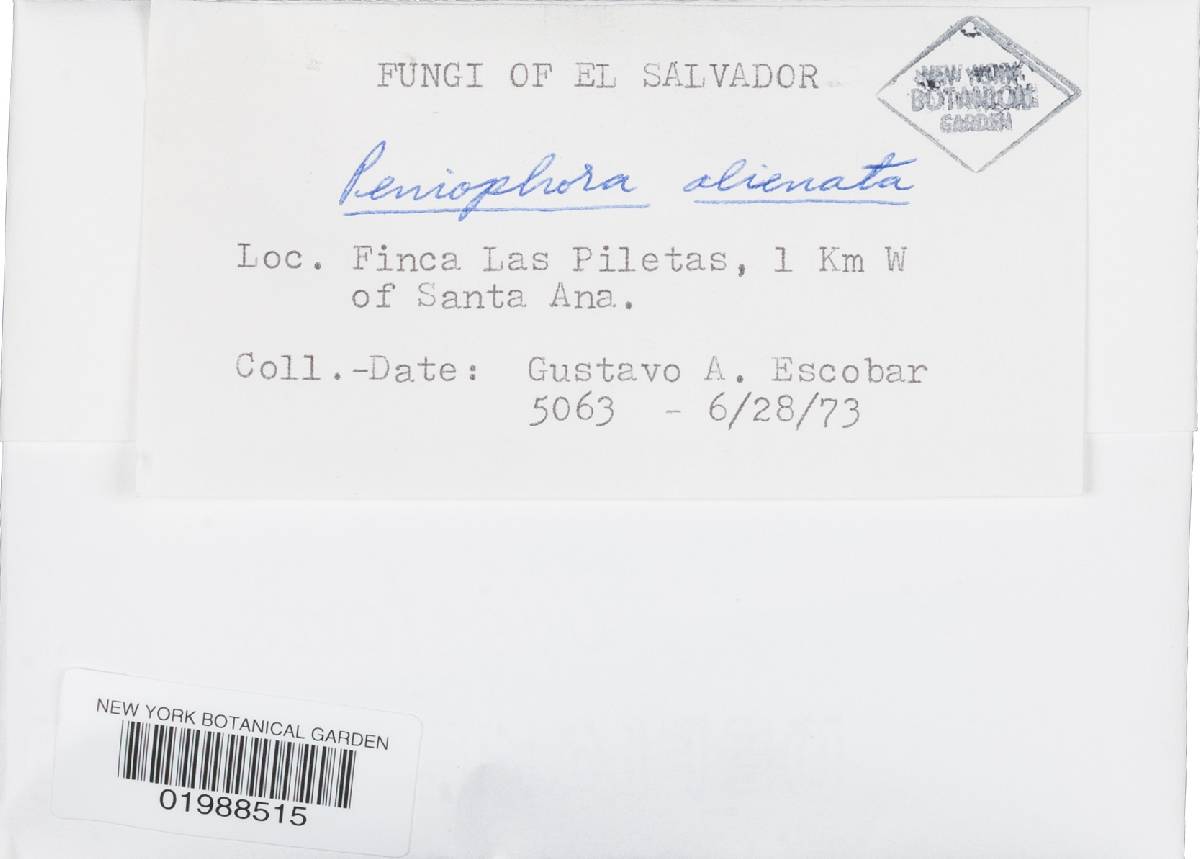 FUNGI OF EL SALVADOR
NEW YORK
BOTANICAL
GARDEN
Peniophora alienata
Loc. Finca Las Piletas, 1 Km W
of Santa Ana.
Coll.-Date: Gustavo A. Escobar
5063 - 6/28/73
NEW YORK BOTANICAL GARDEN
01988515